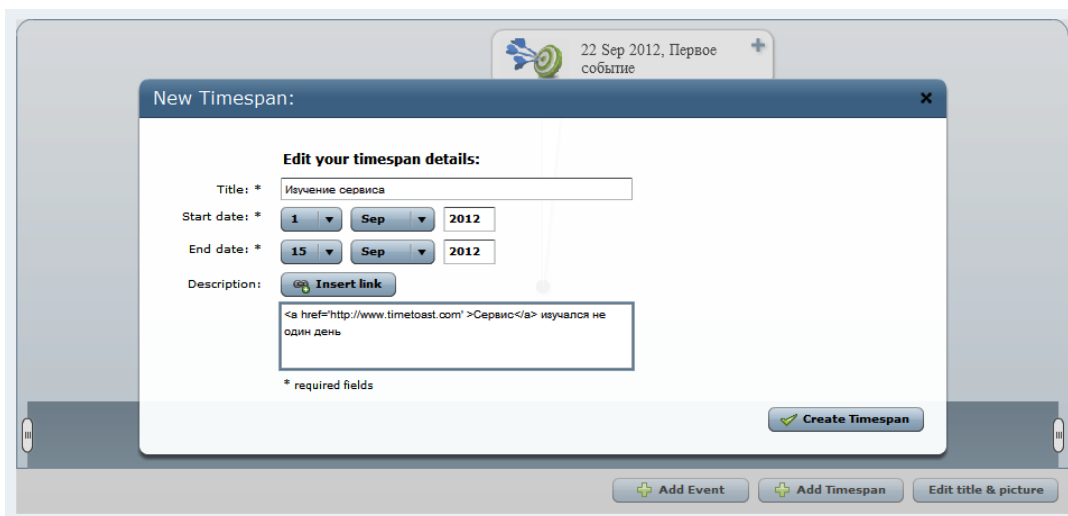 22 Sep 2012, Первое
событие
New Timespan:
Edit your timespan details:
Title: * Изучение сервиса
Start date: * 1 Sep 2012
End date: * 15 Sep 2012
Description: Insert link
<a href='http://www.timetoast.com' >Сервис</a> изучался не
один день
* required fields
Create Timespan
Add Event Add Timespan Edit title & picture